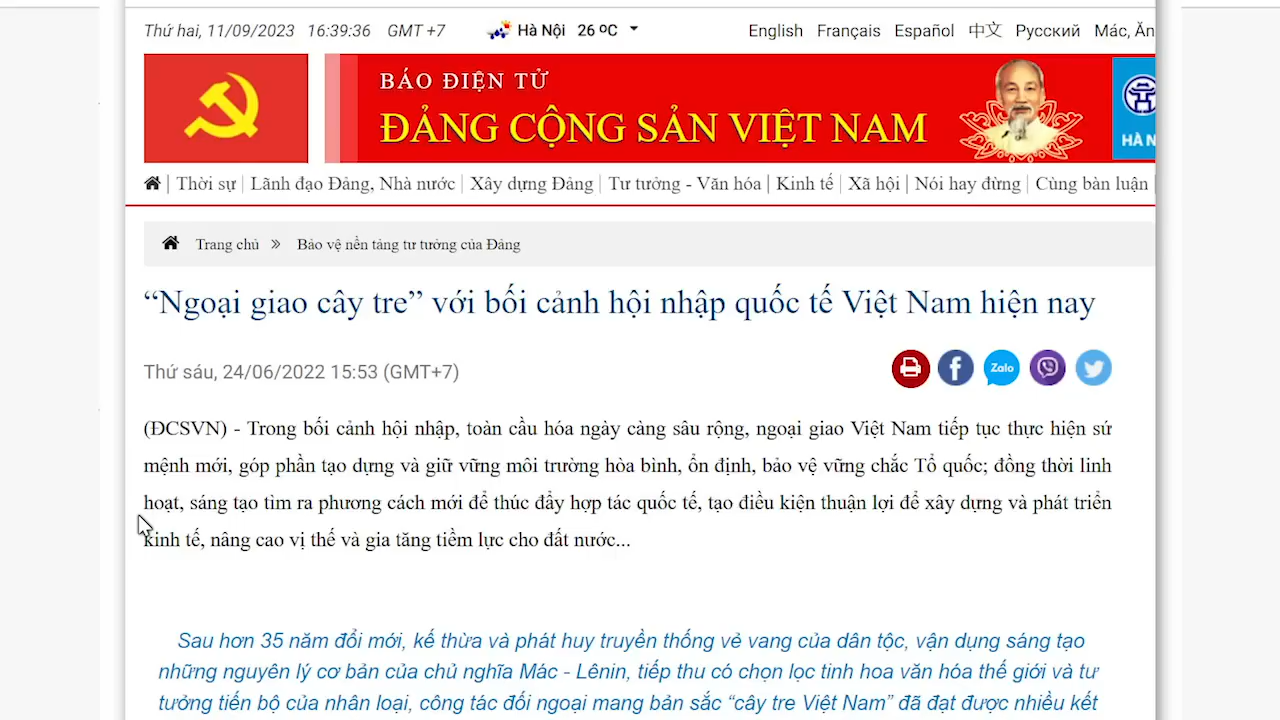 Thứ hai, 11/09/2023 16:39:36 GMT +7 Hà Nội 26 ºC English Français Español 中文 Русский Mác, Ăn
BÁO ĐIỆN TỬ
ĐẢNG CỘNG SẢN VIỆT NAM
HÀ N
Thời sự | Lãnh đạo Đảng, Nhà nước | Xây dựng Đảng | Tư tưởng - Văn hóa | Kinh tế | Xã hội | Nói hay đừng | Cùng bàn luận
Trang chủ » Bảo vệ nền tảng tư tưởng của Đảng
“Ngoại giao cây tre” với bối cảnh hội nhập quốc tế Việt Nam hiện nay
Thứ sáu, 24/06/2022 15:53 (GMT+7)
Zalo
(ĐCSVN) - Trong bối cảnh hội nhập, toàn cầu hóa ngày càng sâu rộng, ngoại giao Việt Nam tiếp tục thực hiện sứ
mệnh mới, góp phần tạo dựng và giữ vững môi trường hòa bình, ổn định, bảo vệ vững chắc Tổ quốc; đồng thời linh
hoạt, sáng tạo tìm ra phương cách mới để thúc đẩy hợp tác quốc tế, tạo điều kiện thuận lợi để xây dựng và phát triển
kinh tế, nâng cao vị thế và gia tăng tiềm lực cho đất nước...
Sau hơn 35 năm đổi mới, kế thừa và phát huy truyền thống vẻ vang của dân tộc, vận dụng sáng tạo
những nguyên lý cơ bản của chủ nghĩa Mác - Lênin, tiếp thu có chọn lọc tinh hoa văn hóa thế giới và tư
tưởng tiến bộ của nhân loại, công tác đối ngoại mang bản sắc “cây tre Việt Nam” đã đạt được nhiều kết